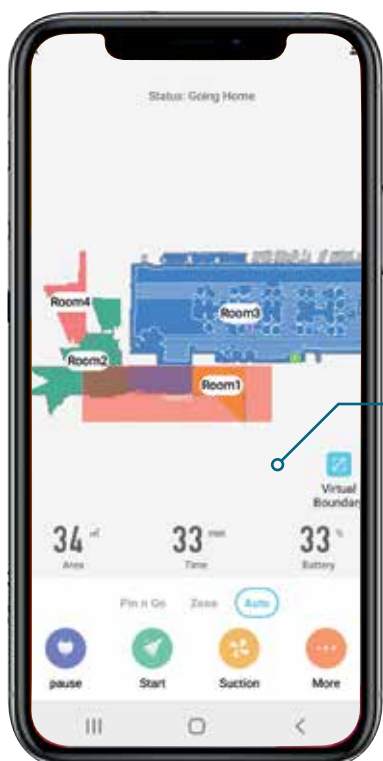 Status: Going Home
Room4
Room3
Room2
Room1
Virtual
Boundary
34 33 min 33 %
Area Time Battery
Pin n Go Zone Auto
pause Start Suction More